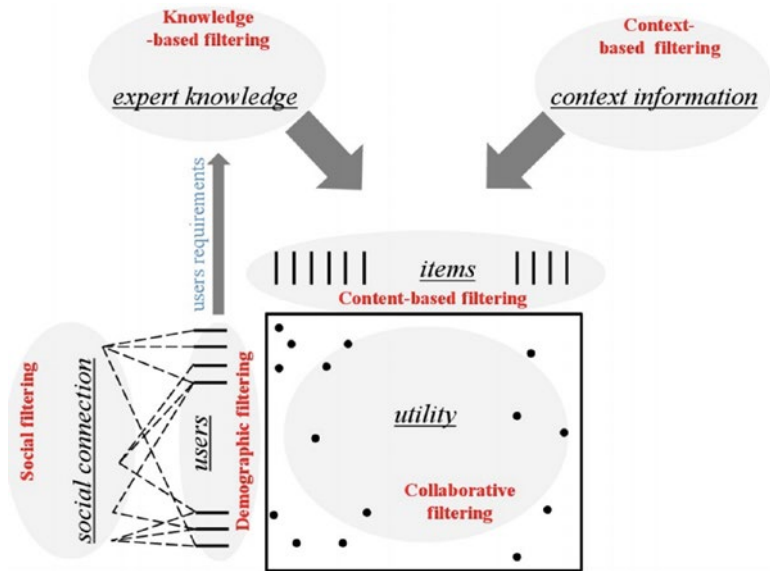 Knowledge
-based filtering
expert knowledge
Context-
based filtering
context information
users requirements
items
Content-based filtering
Social filtering
social connection
users
Demographic filtering
utility
Collaborative
filtering